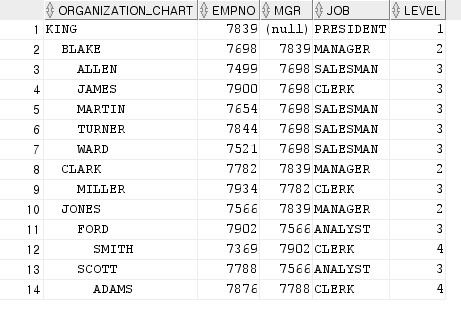 ORGANIZATION_CHART EMPNO MGR JOB LEVEL
1 KING 7839 (null) PRESIDENT 1
2 BLAKE 7698 7839 MANAGER 2
3 ALLEN 7499 7698 SALESMAN 3
4 JAMES 7900 7698 CLERK 3
5 MARTIN 7654 7698 SALESMAN 3
6 TURNER 7844 7698 SALESMAN 3
7 WARD 7521 7698 SALESMAN 3
8 CLARK 7782 7839 MANAGER 2
9 MILLER 7934 7782 CLERK 3
10 JONES 7566 7839 MANAGER 2
11 FORD 7902 7566 ANALYST 3
12 SMITH 7369 7902 CLERK 4
13 SCOTT 7788 7566 ANALYST 3
14 ADAMS 7876 7788 CLERK 4